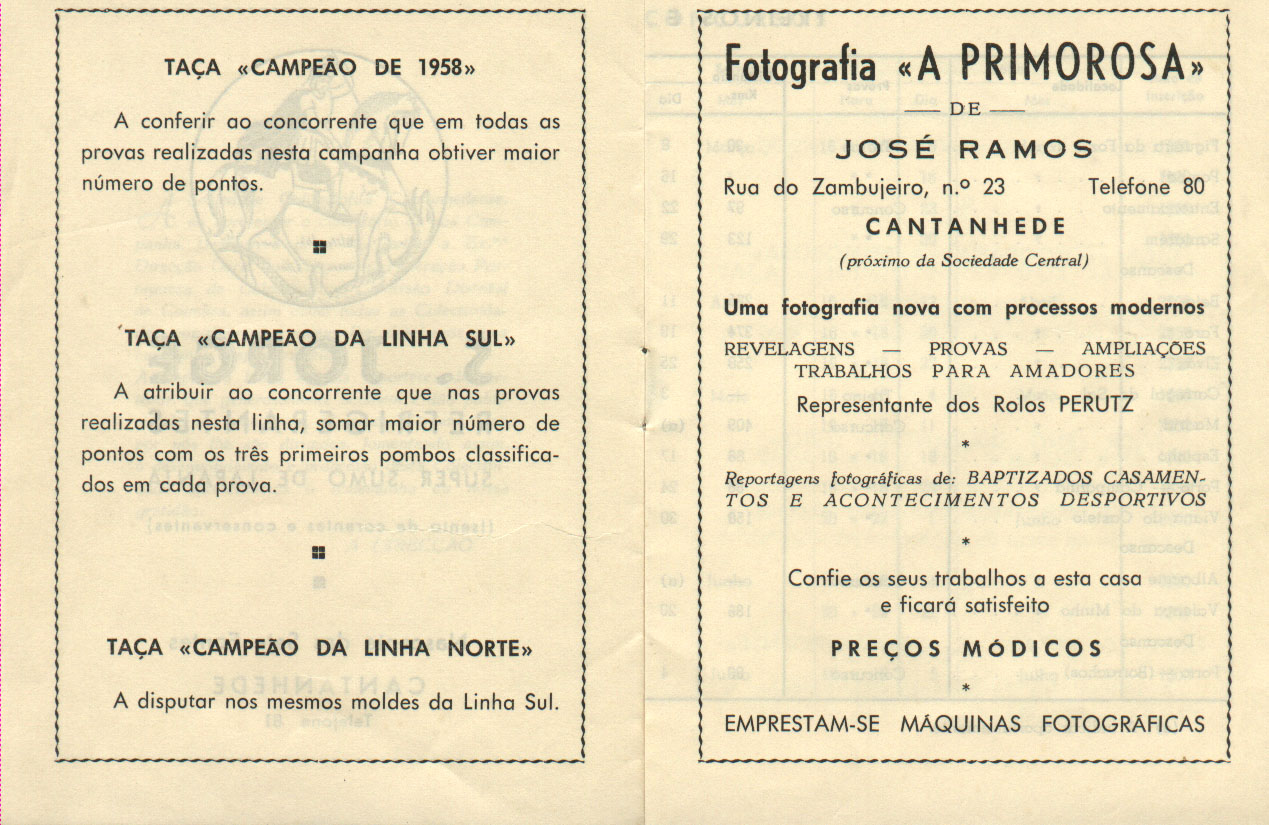 TAÇA «CAMPEÃO DE 1958»
A conferir ao concorrente que em todas as
provas realizadas nesta campanha obtiver maior
número de pontos.
TAÇA «CAMPEÃO DA LINHA SUL»
A atribuir ao concorrente que nas provas
realizadas nesta linha, somar maior número de
pontos com os três primeiros pombos classifica-
dos em cada prova.
TAÇA «CAMPEÃO DA LINHA NORTE»
A disputar nos mesmos moldes da Linha Sul.
Fotografia «A PRIMOROSA»
— DE —
JOSÉ RAMOS
Rua do Zambujeiro, n.º 23 Telefone 80
CANTANHEDE
(próximo da Sociedade Central)
Uma fotografia nova com processos modernos
REVELAGENS — PROVAS — AMPLIAÇÕES
TRABALHOS PARA AMADORES
Representante dos Rolos PERUTZ
*
Reportagens fotográficas de: BAPTIZADOS CASAMEN-
TOS E ACONTECIMENTOS DESPORTIVOS
*
Confie os seus trabalhos a esta casa
e ficará satisfeito
PREÇOS MÓDICOS
*
EMPRESTAM-SE MÁQUINAS FOTOGRÁFICAS